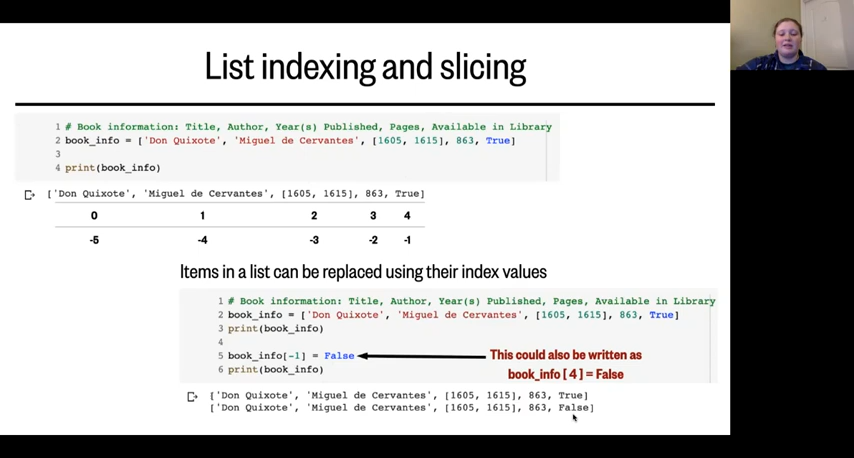 List indexing and slicing
1 # Book information: Title, Author, Year(s) Published, Pages, Available in Library
2 book_info = ['Don Quixote', 'Miguel de Cervantes', [1605, 1615], 863, True]
3
4 print(book_info)
['Don Quixote', 'Miguel de Cervantes', [1605, 1615], 863, True]
0 1 2 3 4
-5 -4 -3 -2 -1
Items in a list can be replaced using their index values
1 # Book information: Title, Author, Year(s) Published, Pages, Available in Library
2 book_info = ['Don Quixote', 'Miguel de Cervantes', [1605, 1615], 863, True]
3 print(book_info)
4
5 book_info[-1] = False
6 print(book_info)
This could also be written as
book_info [ 4 ] = False
['Don Quixote', 'Miguel de Cervantes', [1605, 1615], 863, True]
['Don Quixote', 'Miguel de Cervantes', [1605, 1615], 863, False]